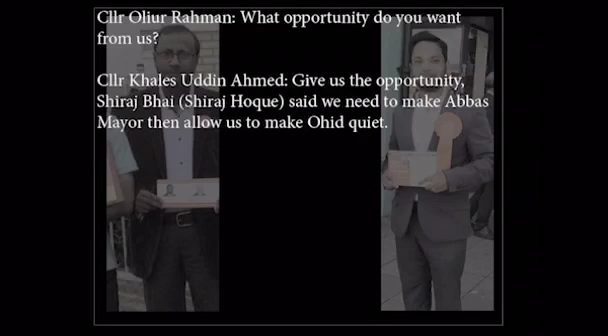 Cllr Oliur Rahman: What opportunity do you want
from us?
Cllr Khales Uddin Ahmed: Give us the opportunity,
Shiraj Bhai (Shiraj Hoque) said we need to make Abbas
Mayor then allow us to make Ohid quiet.